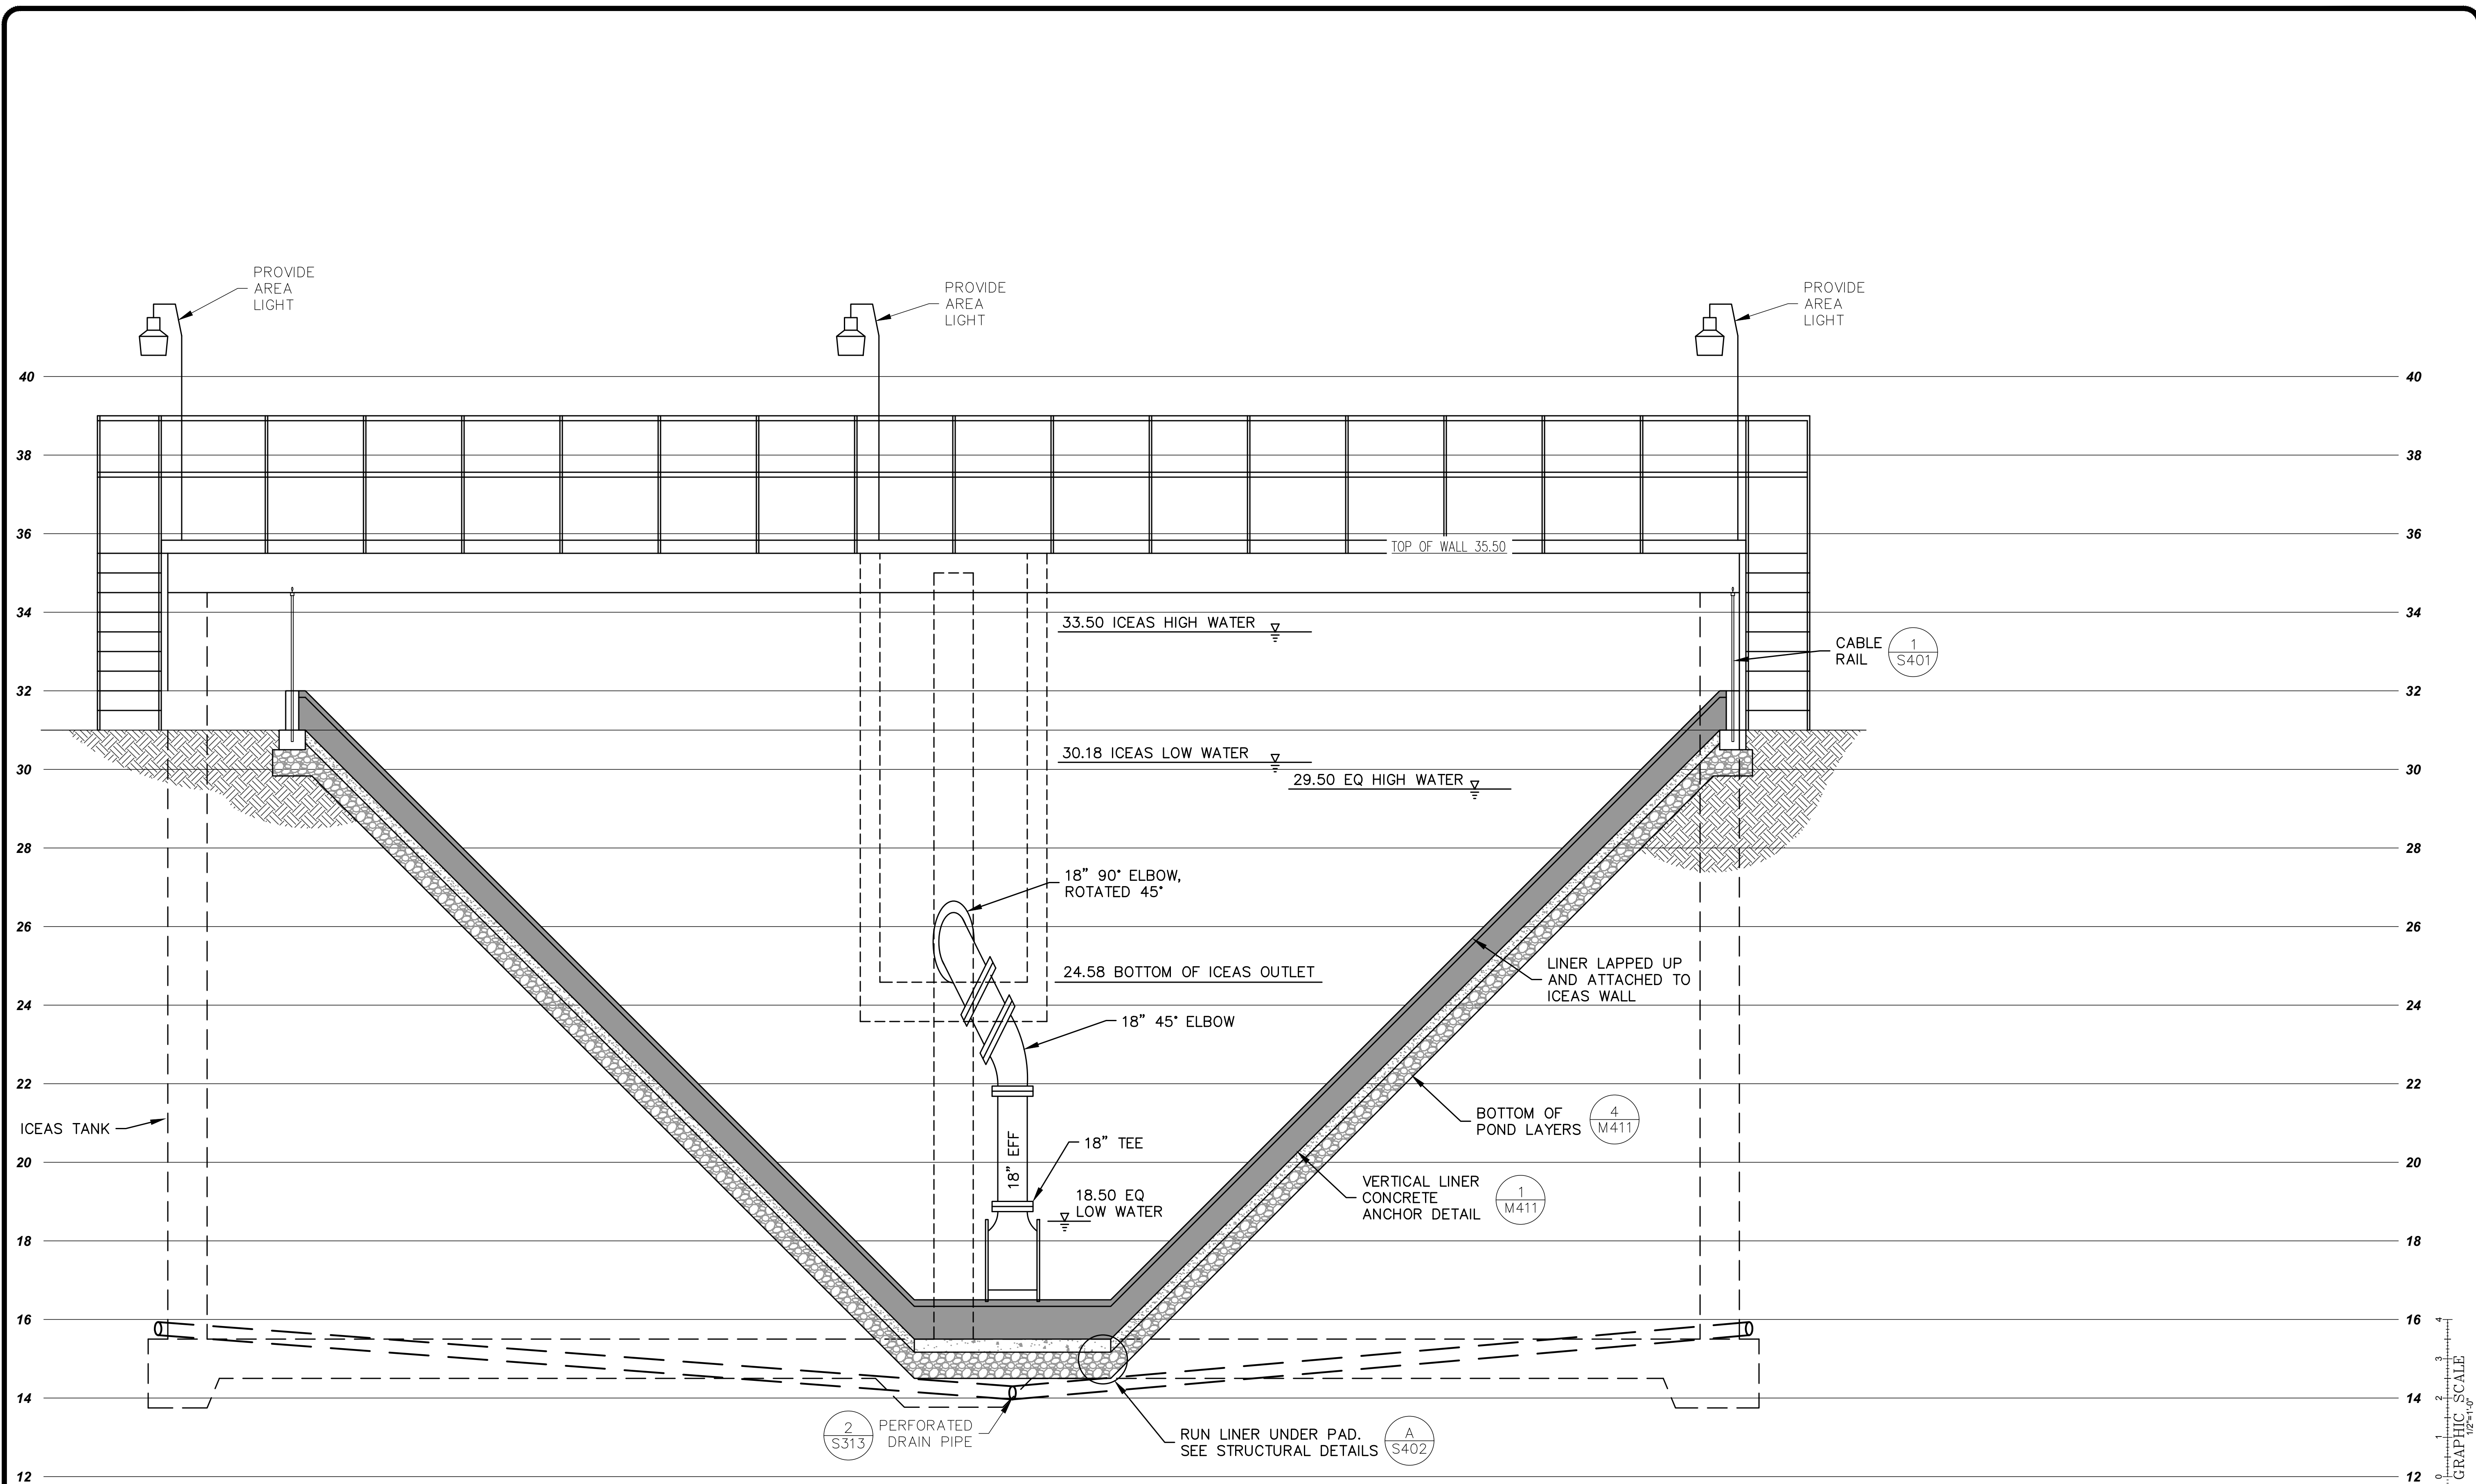 PROVIDE
AREA
LIGHT
PROVIDE
AREA
LIGHT
PROVIDE
AREA
LIGHT
40
40
38
38
36
36
TOP OF WALL 35.50
34
34
33.50 ICEAS HIGH WATER
CABLE
RAIL
1
S401
32
32
30.18 ICEAS LOW WATER
30
30
29.50 EQ HIGH WATER
28
28
18" 90° ELBOW,
ROTATED 45°
26
26
24.58 BOTTOM OF ICEAS OUTLET
LINER LAPPED UP
AND ATTACHED TO
ICEAS WALL
24
24
18" 45° ELBOW
22
22
BOTTOM OF
POND LAYERS
4
M411
ICEAS TANK
18" EFF
18" TEE
20
20
VERTICAL LINER
CONCRETE
ANCHOR DETAIL
1
M411
18.50 EQ
LOW WATER
18
18
16
16
14
14
2
S313
PERFORATED
DRAIN PIPE
RUN LINER UNDER PAD.
SEE STRUCTURAL DETAILS
A
S402
12
12
4
3
2
1
0
GRAPHIC SCALE
1/2"=1'-0"